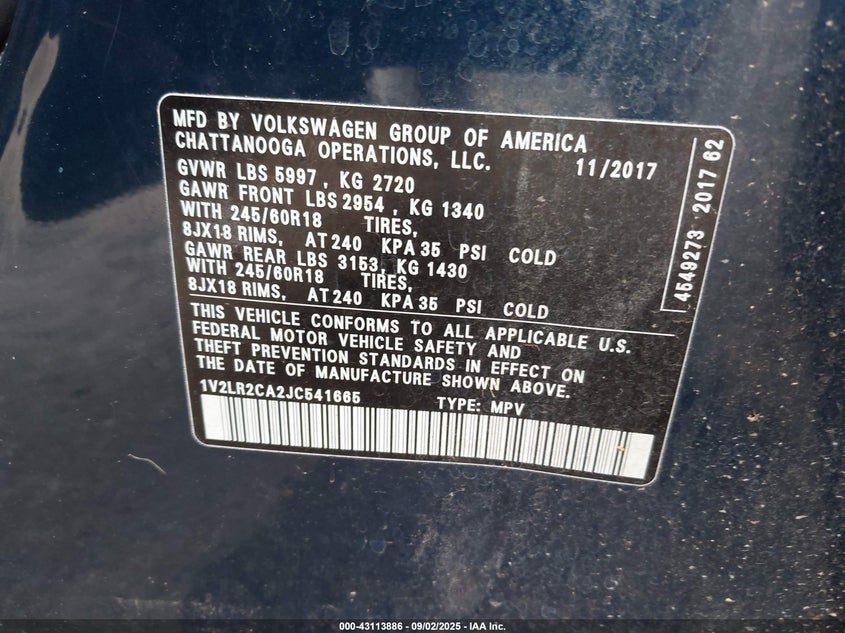 MFD BY VOLKSWAGEN GROUP OF AMERICA
CHATTANOOGA OPERATIONS, LLC. 11/2017
GVWR LBS 5997 , KG 2720
GAWR FRONT LBS 2954 , KG 1340
WITH 245/60R18 TIRES,
8JX18 RIMS, AT 240 KPA 35 PSI COLD
GAWR REAR LBS 3153, KG 1430
WITH 245/60R18 TIRES,
8JX18 RIMS, AT 240 KPA 35 PSI COLD
THIS VEHICLE CONFORMS TO ALL APPLICABLE U.S.
FEDERAL MOTOR VEHICLE SAFETY AND
THEFT PREVENTION STANDARDS IN EFFECT ON
THE DATE OF MANUFACTURE SHOWN ABOVE.
1V2LR2CA2JC541665 TYPE: MPV
4549273 2017 62
000-43113886 - 09/02/2025 - IAA Inc.